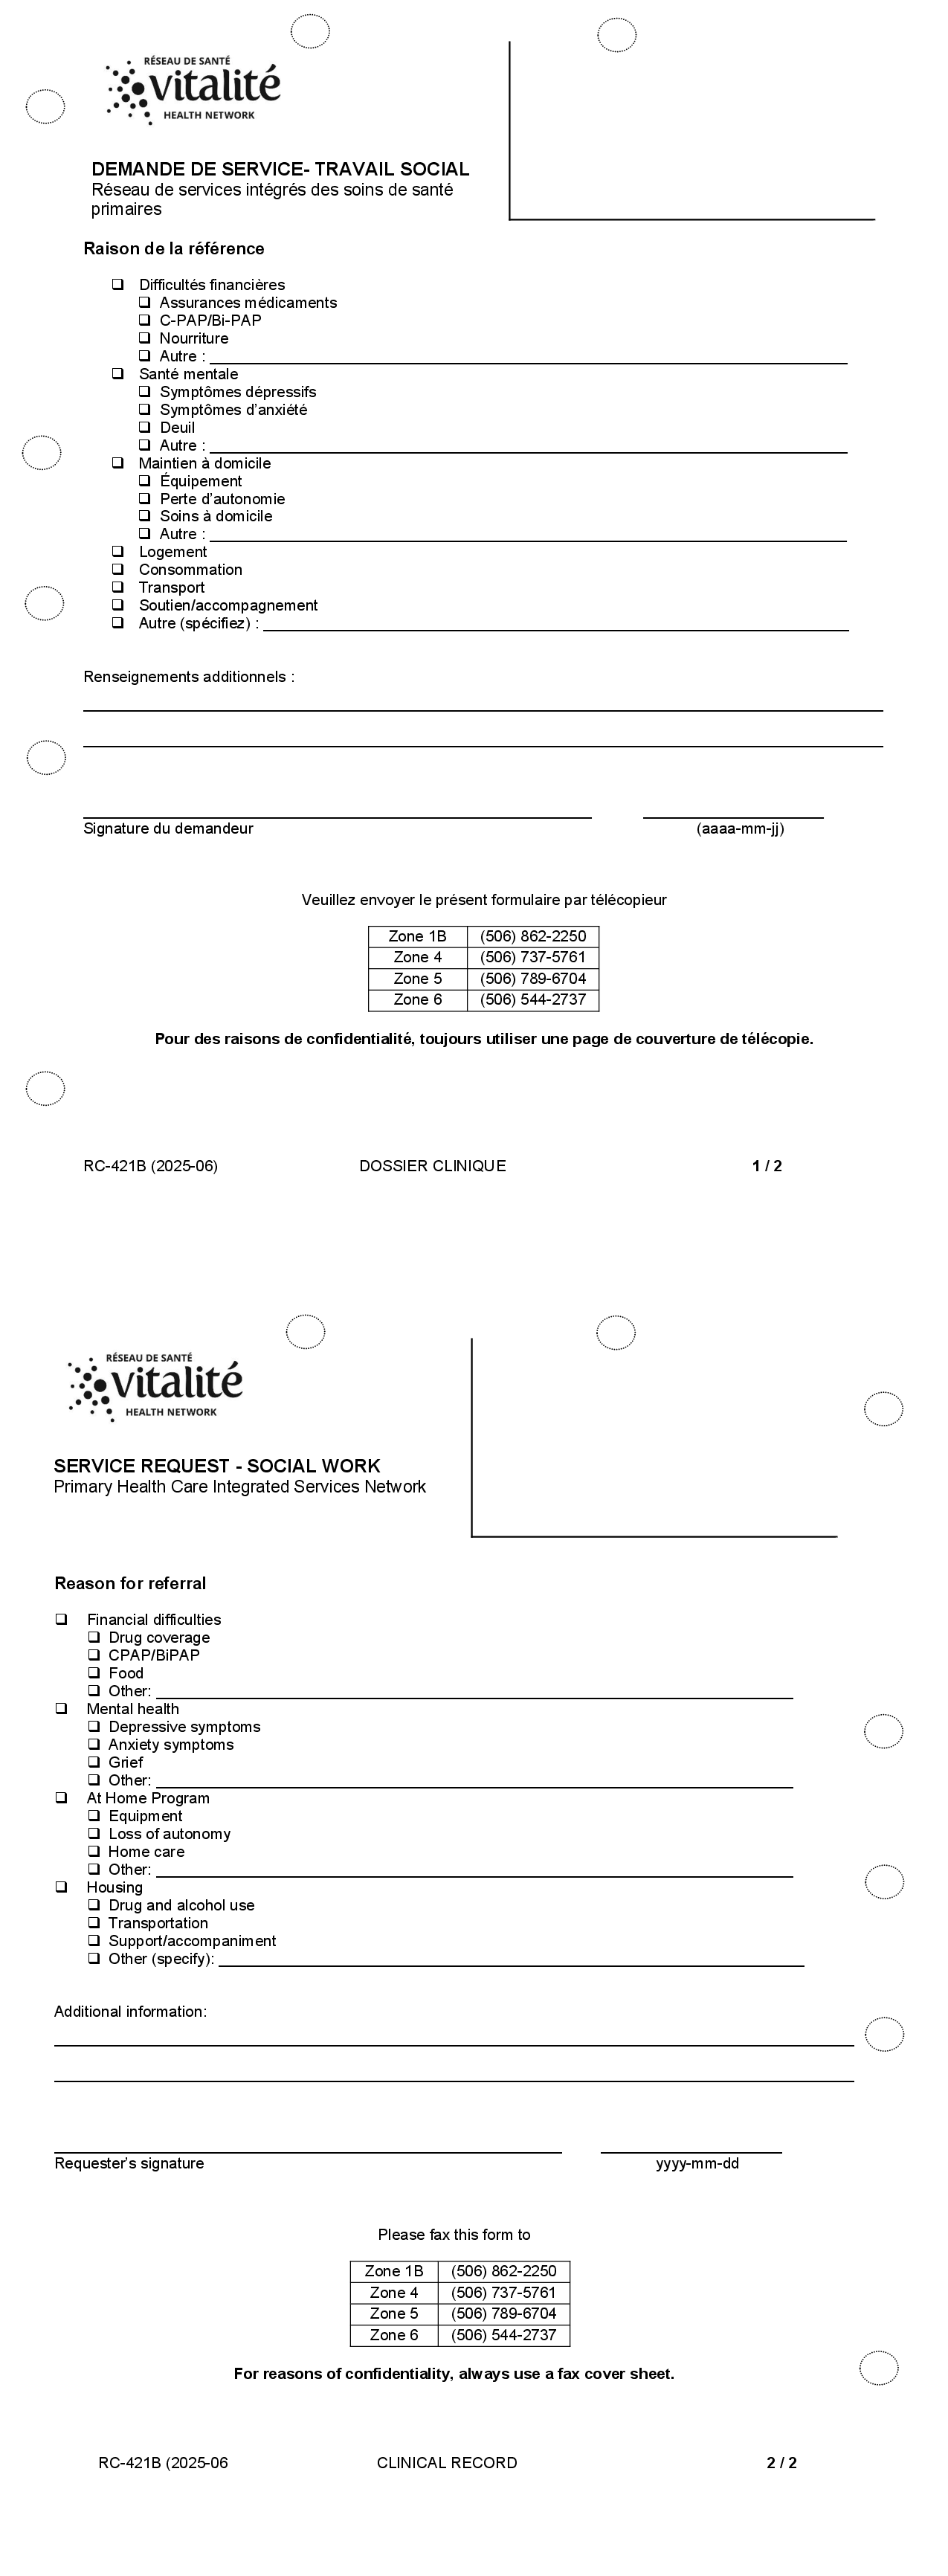 RÉSEAU DE SANTÉ
vitalité
HEALTH NETWORK
DEMANDE DE SERVICE- TRAVAIL SOCIAL
Réseau de services intégrés des soins de santé
primaires
Raison de la référence
❑ Difficultés financières
❑ Assurances médicaments
❑ C-PAP/Bi-PAP
❑ Nourriture
❑ Autre :
❑ Santé mentale
❑ Symptômes dépressifs
❑ Symptômes d'anxiété
❑ Deuil
❑ Autre :
❑ Maintien à domicile
❑ Équipement
❑ Perte d'autonomie
❑ Soins à domicile
❑ Autre :
❑ Logement
❑ Consommation
❑ Transport
❑ Soutien/accompagnement
❑ Autre (spécifiez) :
Renseignements additionnels :
Signature du demandeur (aaaa-mm-jj)
Veuillez envoyer le présent formulaire par télécopieur
Zone 1B (506) 862-2250
Zone 4 (506) 737-5761
Zone 5 (506) 789-6704
Zone 6 (506) 544-2737
Pour des raisons de confidentialité, toujours utiliser une page de couverture de télécopie.
RC-421B (2025-06) DOSSIER CLINIQUE 1 / 2
RÉSEAU DE SANTÉ
vitalité
HEALTH NETWORK
SERVICE REQUEST - SOCIAL WORK
Primary Health Care Integrated Services Network
Reason for referral
❑ Financial difficulties
❑ Drug coverage
❑ CPAP/BiPAP
❑ Food
❑ Other:
❑ Mental health
❑ Depressive symptoms
❑ Anxiety symptoms
❑ Grief
❑ Other:
❑ At Home Program
❑ Equipment
❑ Loss of autonomy
❑ Home care
❑ Other:
❑ Housing
❑ Drug and alcohol use
❑ Transportation
❑ Support/accompaniment
❑ Other (specify):
Additional information:
Requester's signature yyyy-mm-dd
Please fax this form to
Zone 1B (506) 862-2250
Zone 4 (506) 737-5761
Zone 5 (506) 789-6704
Zone 6 (506) 544-2737
For reasons of confidentiality, always use a fax cover sheet.
RC-421B (2025-06 CLINICAL RECORD 2 / 2